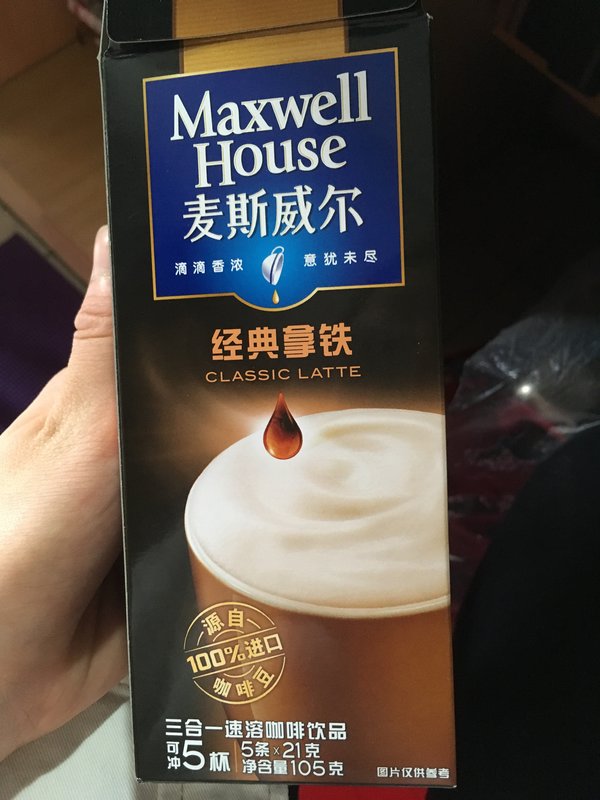 Maxwell
House
麦斯威尔
滴滴香浓 意犹未尽
经典拿铁
CLASSIC LATTE
源自
100%进口
咖啡豆
三合一速溶咖啡饮品
可冲5杯 5条×21克
净含量105克
图片仅供参考